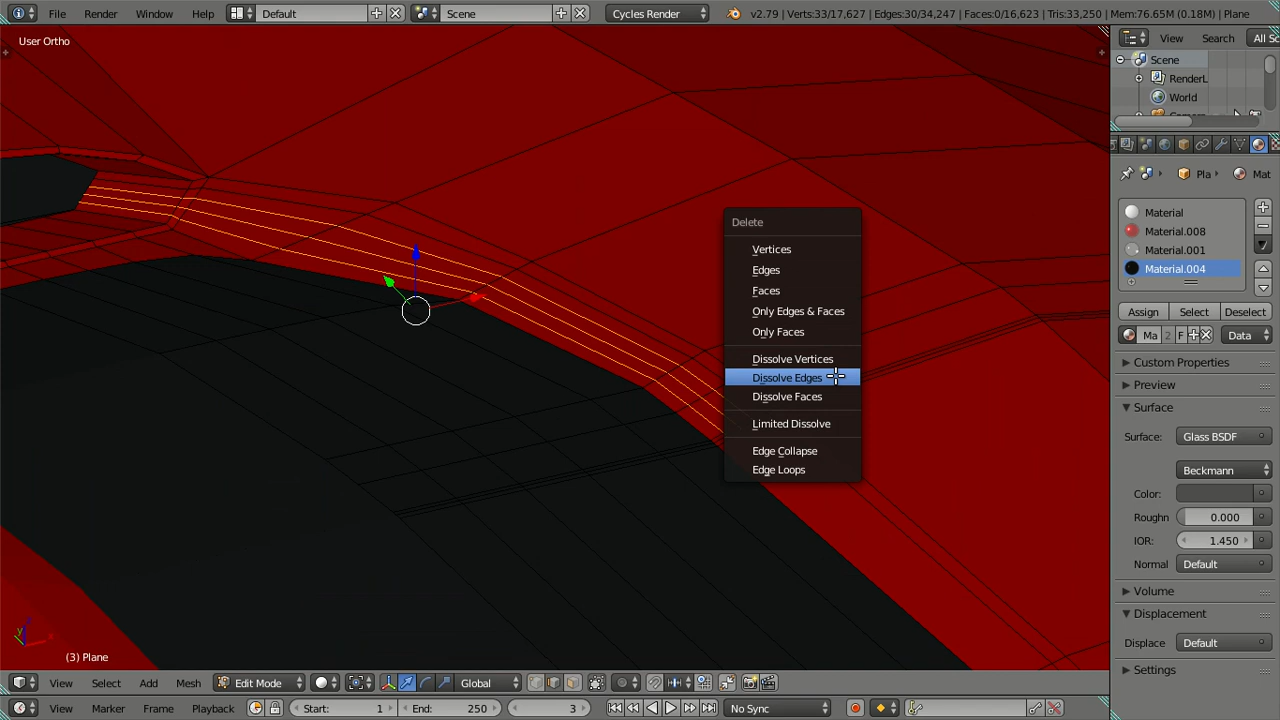 File Render Window Help Default Scene Cycles Render v2.79 | Verts:33/17,627 | Edges:30/34,247 | Faces:0/16,623 | Tris:33,250 | Mem:76.65M (0.18M) | Plane
User Ortho
View Search All Sc
Scene
RenderL
World
Pla Mat
Material
Material.008
Material.001
Material.004
Assign Select Deselect
Ma 2 F Data
Custom Properties
Preview
Surface
Surface: Glass BSDF
Beckmann
Color:
Roughn 0.000
IOR: 1.450
Normal Default
Volume
Displacement
Displace Default
Settings
Delete
Vertices
Edges
Faces
Only Edges & Faces
Only Faces
Dissolve Vertices
Dissolve Edges
Dissolve Faces
Limited Dissolve
Edge Collapse
Edge Loops
(3) Plane
View Select Add Mesh Edit Mode Global
View Marker Frame Playback Start: 1 End: 250 3 No Sync